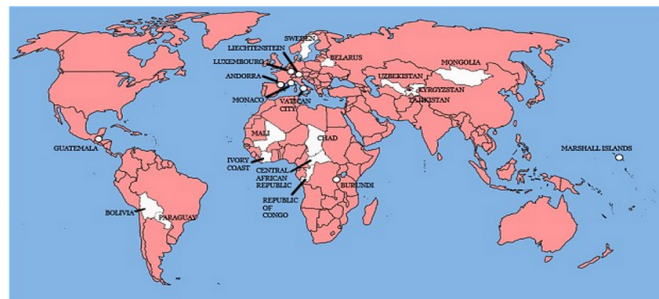 SWEDEN
LIECHTENSTEIN
LUXEMBOURG
BELARUS
MONGOLIA
UZBEKISTAN
ANDORRA
KYRGYZSTAN
MONACO
VATICAN
CITY
TAJIKISTAN
MALI
CHAD
GUATEMALA
MARSHALL ISLANDS
IVORY
COAST
CENTRAL
AFRICAN
REPUBLIC
BURUNDI
REPUBLIC
OF
CONGO
BOLIVIA
PARAGUAY